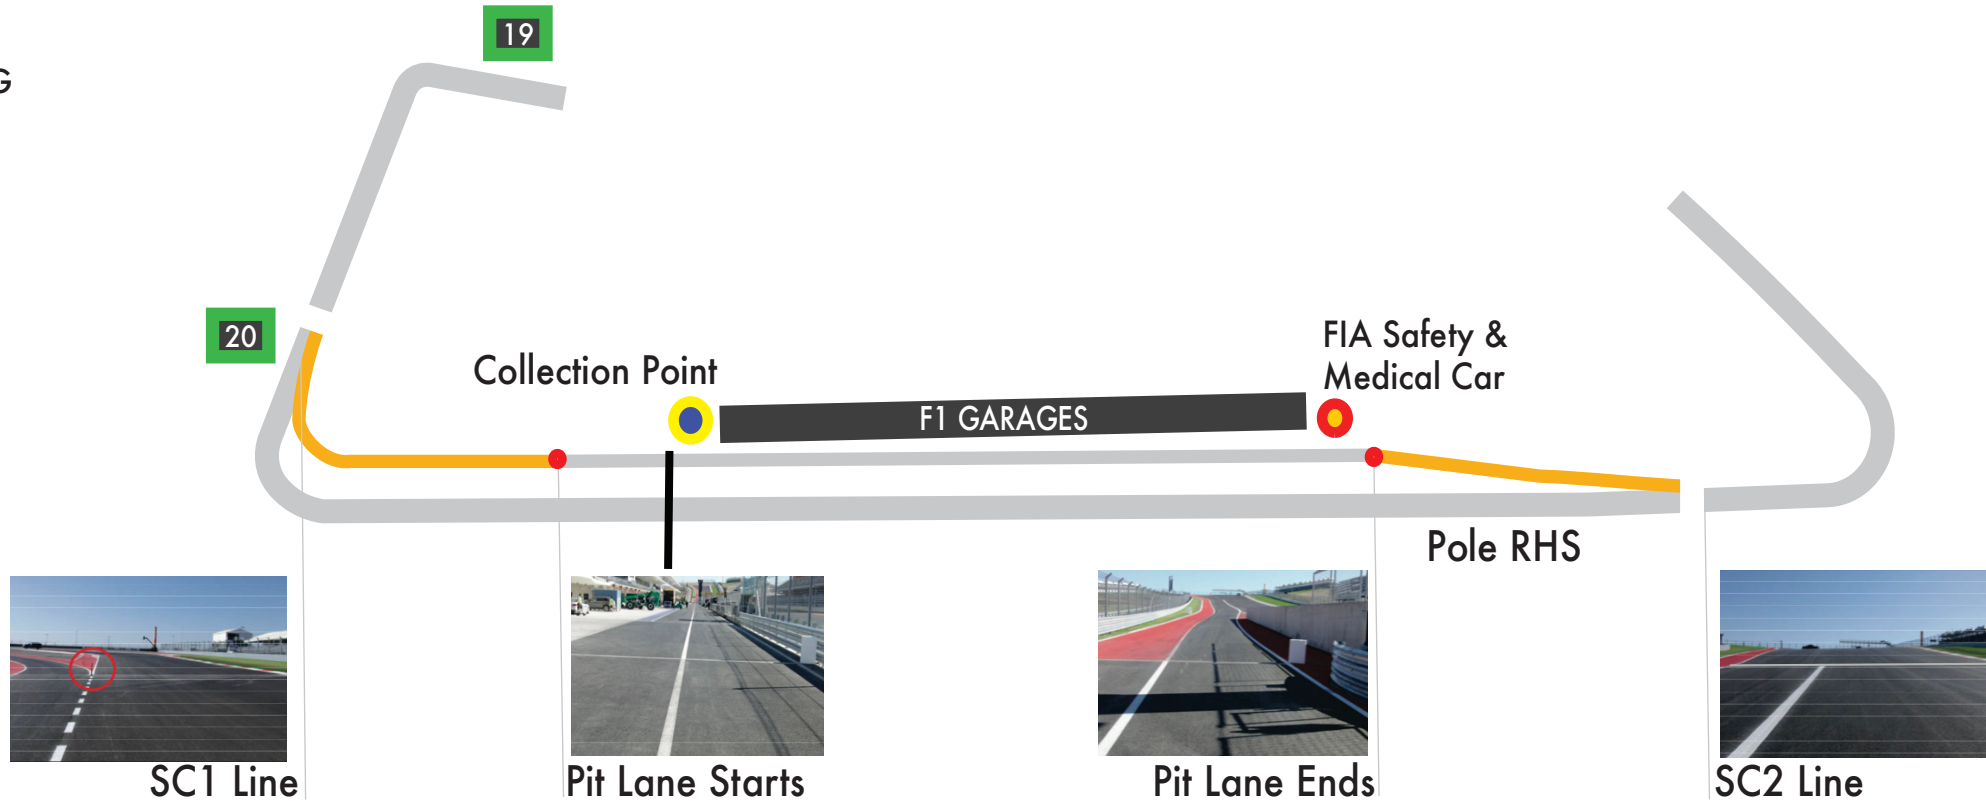 19
G
20
Collection Point
FIA Safety &
Medical Car
F1 GARAGES
Pole RHS
SC1 Line
Pit Lane Starts
Pit Lane Ends
SC2 Line